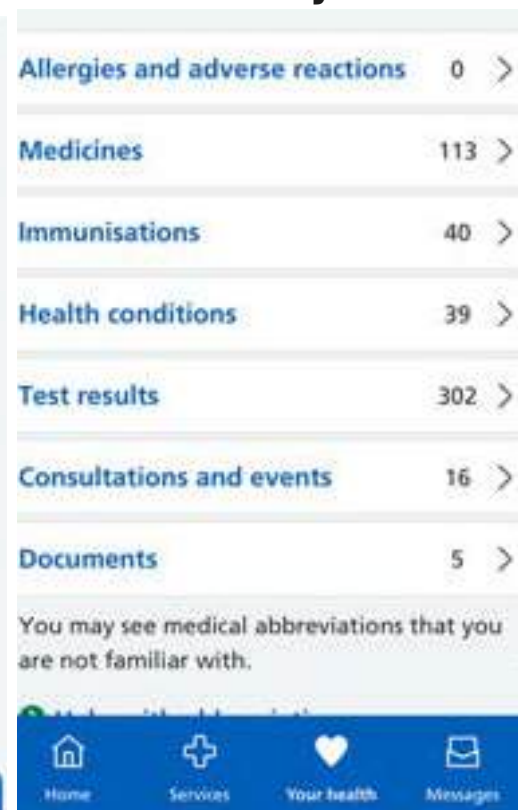 Allergies and adverse reactions 0
Medicines 113
Immunisations 40
Health conditions 39
Test results 302
Consultations and events 16
Documents 5
You may see medical abbreviations that you
are not familiar with.
Home Services Your health Messages